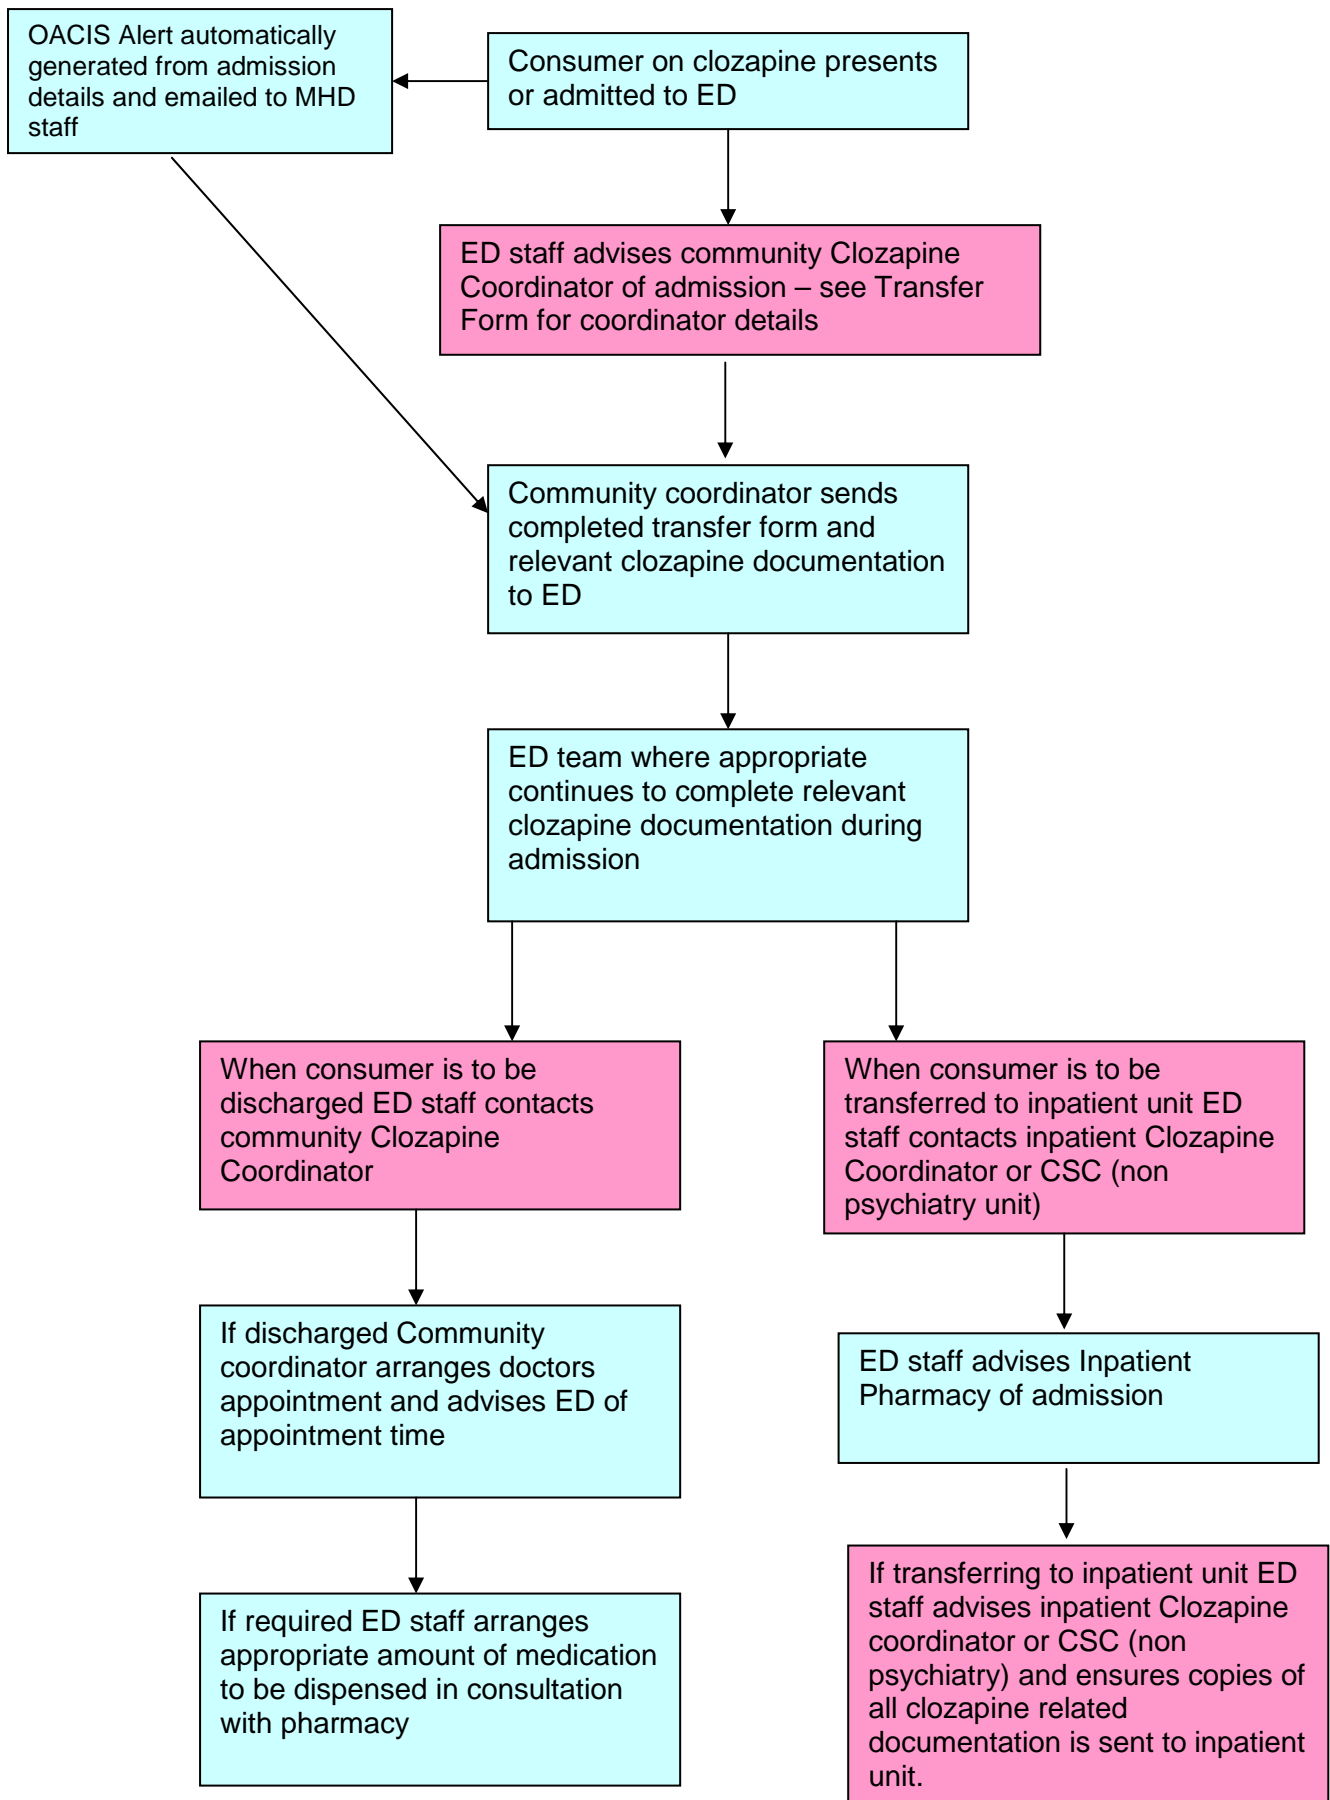 OACIS Alert automatically
generated from admission
details and emailed to MHD
staff
Consumer on clozapine presents
or admitted to ED
ED staff advises community Clozapine
Coordinator of admission – see Transfer
Form for coordinator details
Community coordinator sends
completed transfer form and
relevant clozapine documentation
to ED
ED team where appropriate
continues to complete relevant
clozapine documentation during
admission
When consumer is to be
discharged ED staff contacts
community Clozapine
Coordinator
When consumer is to be
transferred to inpatient unit ED
staff contacts inpatient Clozapine
Coordinator or CSC (non
psychiatry unit)
If discharged Community
coordinator arranges doctors
appointment and advises ED of
appointment time
ED staff advises Inpatient
Pharmacy of admission
If required ED staff arranges
appropriate amount of medication
to be dispensed in consultation
with pharmacy
If transferring to inpatient unit ED
staff advises inpatient Clozapine
coordinator or CSC (non
psychiatry) and ensures copies of
all clozapine related
documentation is sent to inpatient
unit.